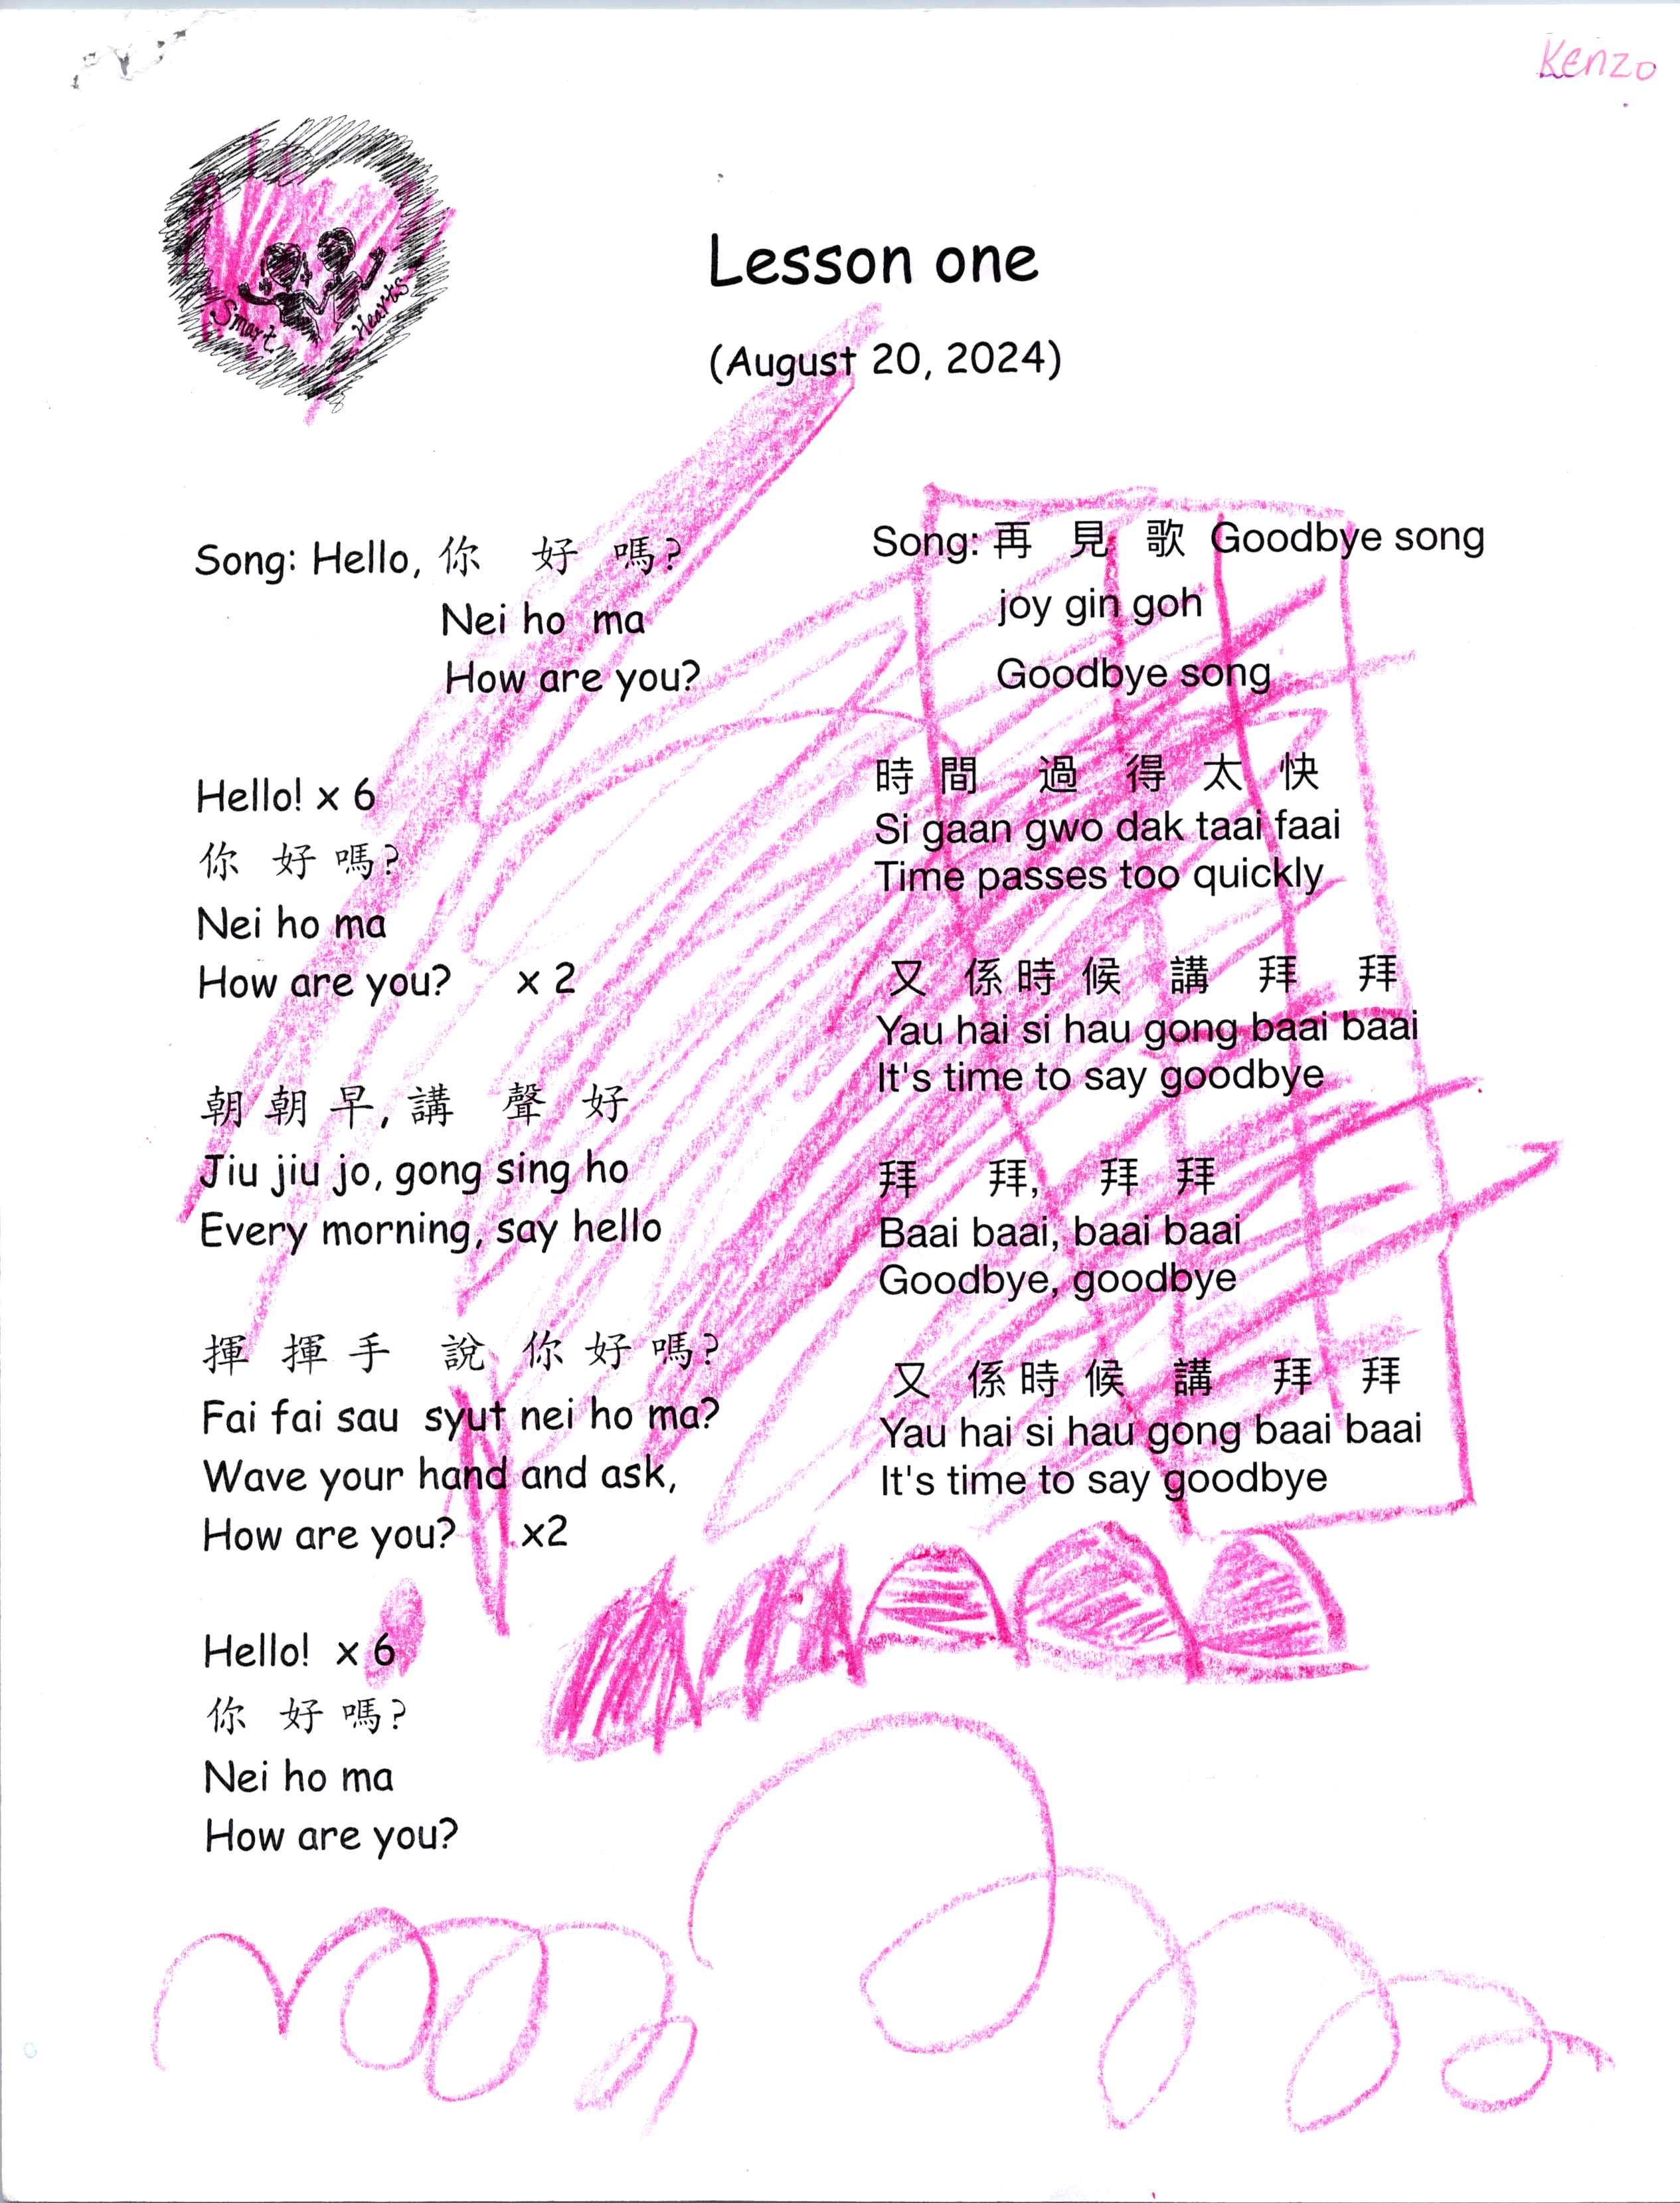 Kenzo
Smart Hearts
Lesson one
(August 20, 2024)
Song: Hello, 你 好 嗎?
Nei ho ma
How are you?
Hello! x 6
你 好 嗎?
Nei ho ma
How are you? x 2
朝 朝 早, 講 聲 好
Jiu jiu jo, gong sing ho
Every morning, say hello
揮 揮 手 說 你 好 嗎?
Fai fai sau syut nei ho ma?
Wave your hand and ask,
How are you? x2
Hello! x 6
你 好 嗎?
Nei ho ma
How are you?
Song: 再 見 歌 Goodbye song
joy gin goh
Goodbye song
時 間 過 得 太 快
Si gaan gwo dak taai faai
Time passes too quickly
又 係 時 候 講 拜 拜
Yau hai si hau gong baai baai
It's time to say goodbye
拜 拜, 拜 拜
Baai baai, baai baai
Goodbye, goodbye
又 係 時 候 講 拜 拜
Yau hai si hau gong baai baai
It's time to say goodbye